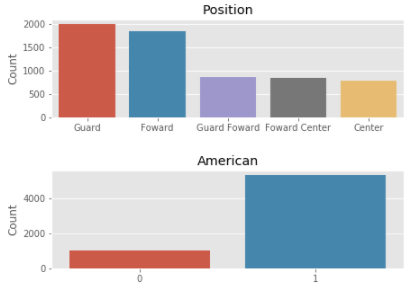 Position
2000
1500
1000
500
0
Count
Guard Foward Guard Foward Foward Center Center
American
4000
2000
0
Count
0 1